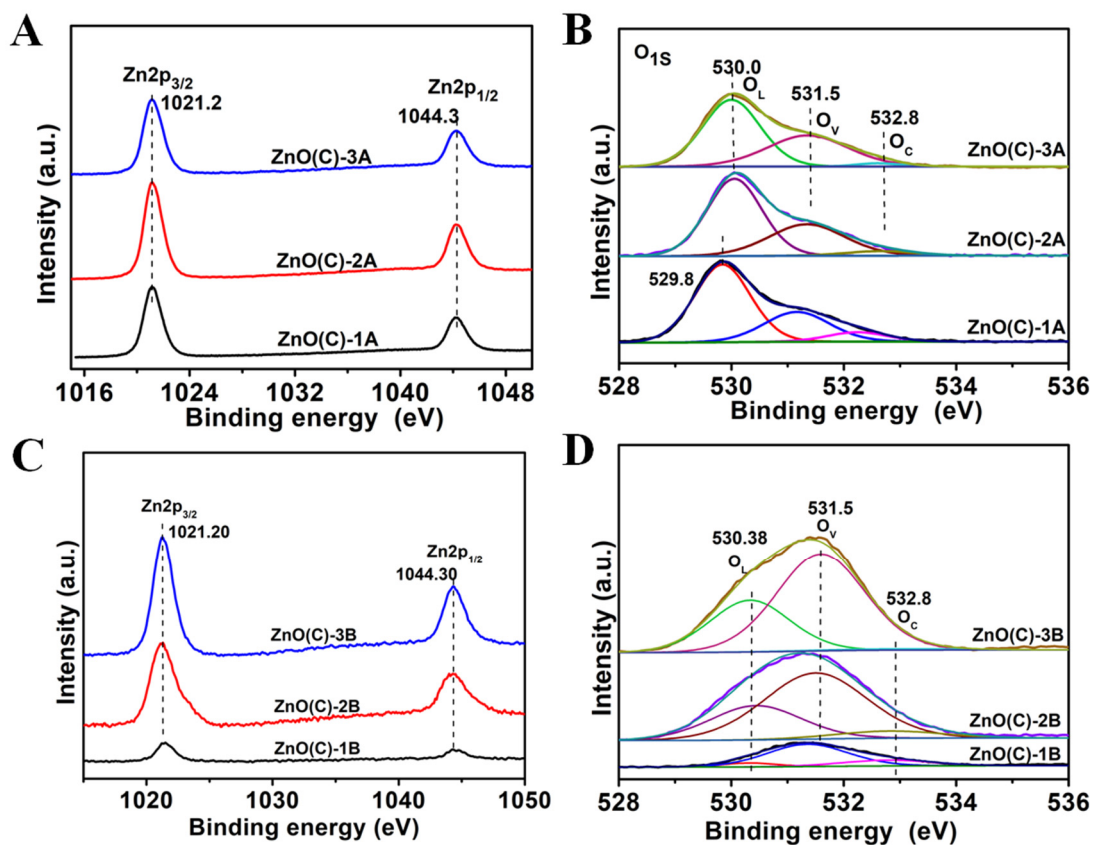 A
Zn2p3/2
1021.2
Zn2p1/2
1044.3
ZnO(C)-3A
ZnO(C)-2A
ZnO(C)-1A
Intensity (a.u.)
1016 1024 1032 1040 1048
Binding energy (eV)
B
O1S
530.0
OL
531.5
OV
532.8
OC
ZnO(C)-3A
ZnO(C)-2A
529.8
ZnO(C)-1A
Intensity (a.u.)
528 530 532 534 536
Binding energy (eV)
C
Zn2p3/2
1021.20
Zn2p1/2
1044.30
ZnO(C)-3B
ZnO(C)-2B
ZnO(C)-1B
Intensity (a.u.)
1020 1030 1040 1050
Binding energy (eV)
D
531.5
OV
530.38
OL
532.8
OC
ZnO(C)-3B
ZnO(C)-2B
ZnO(C)-1B
Intensity (a.u.)
528 530 532 534 536
Binding energy (eV)